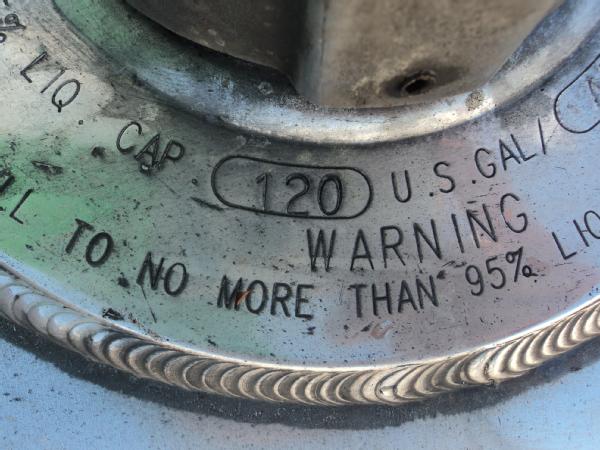 % LIQ. CAP. 120 U.S. GAL/
WARNING
TO NO MORE THAN 95% LIQ